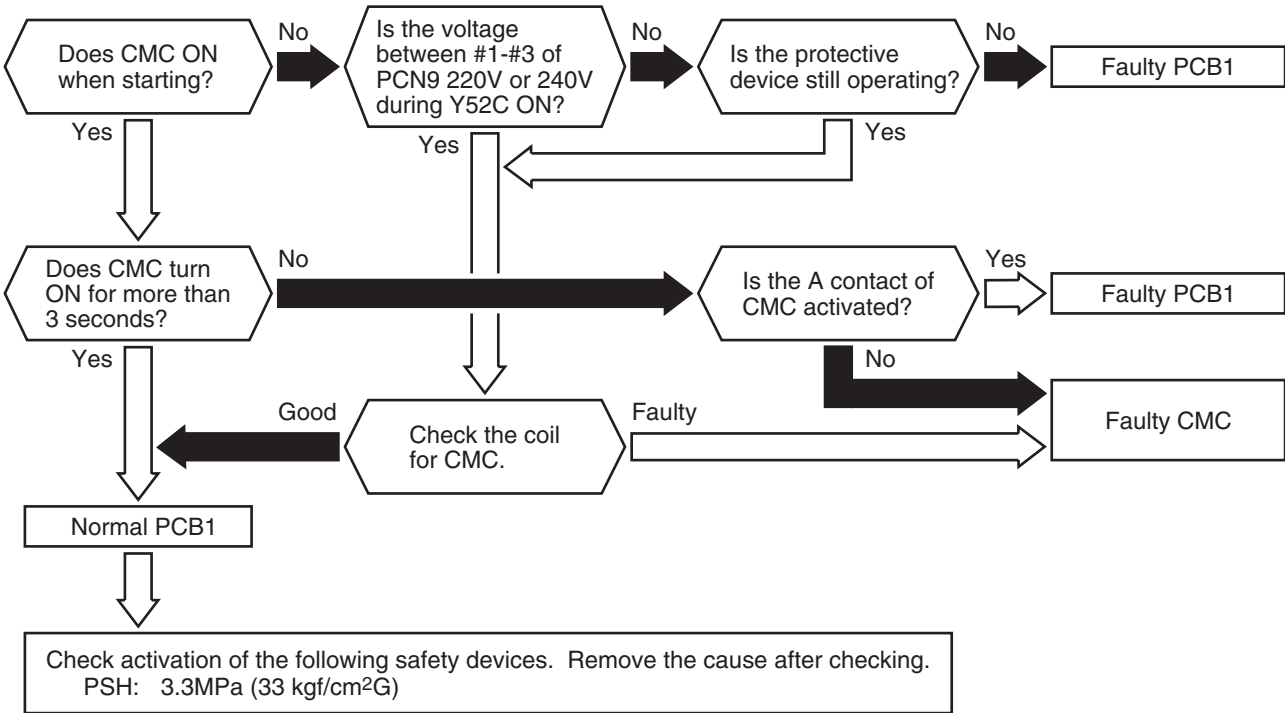 Does CMC ON
when starting?
No
Is the voltage
between #1-#3 of
PCN9 220V or 240V
during Y52C ON?
No
Is the protective
device still operating?
No
Faulty PCB1
Yes
Yes
Yes
Does CMC turn
ON for more than
3 seconds?
No
Is the A contact of
CMC activated?
Yes
Faulty PCB1
Yes
No
Good
Check the coil
for CMC.
Faulty
Faulty CMC
Normal PCB1
Check activation of the following safety devices.  Remove the cause after checking.
PSH:   3.3MPa (33 kgf/cm2G)